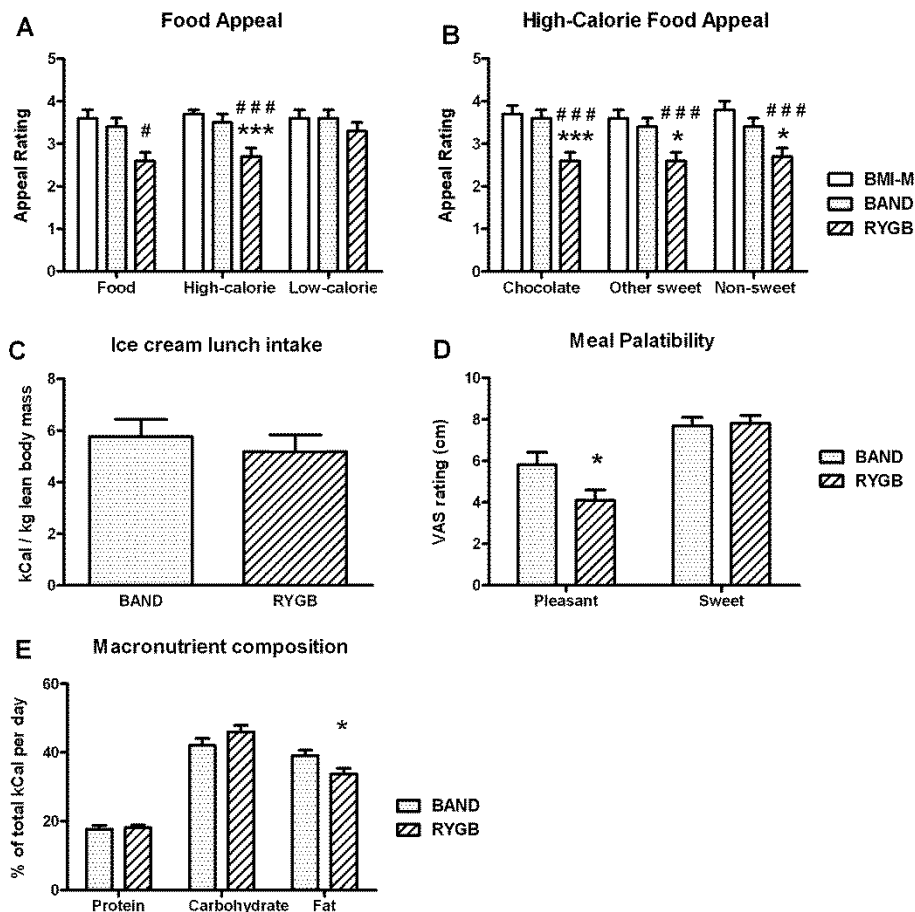 A
Food Appeal
Appeal Rating
5
4
3
2
1
0
#
# # #
***
Food
High-calorie
Low-calorie
B
High-Calorie Food Appeal
Appeal Rating
5
4
3
2
1
0
# # #
***
# # #
*
# # #
*
Chocolate
Other sweet
Non-sweet
BMI-M
BAND
RYGB
C
Ice cream lunch intake
kCal / kg lean body mass
8
6
4
2
0
BAND
RYGB
D
Meal Palatibility
VAS rating (cm)
10
8
6
4
2
0
*
Pleasant
Sweet
BAND
RYGB
E
Macronutrient composition
% of total kCal per day
60
40
20
0
*
Protein
Carbohydrate
Fat
BAND
RYGB